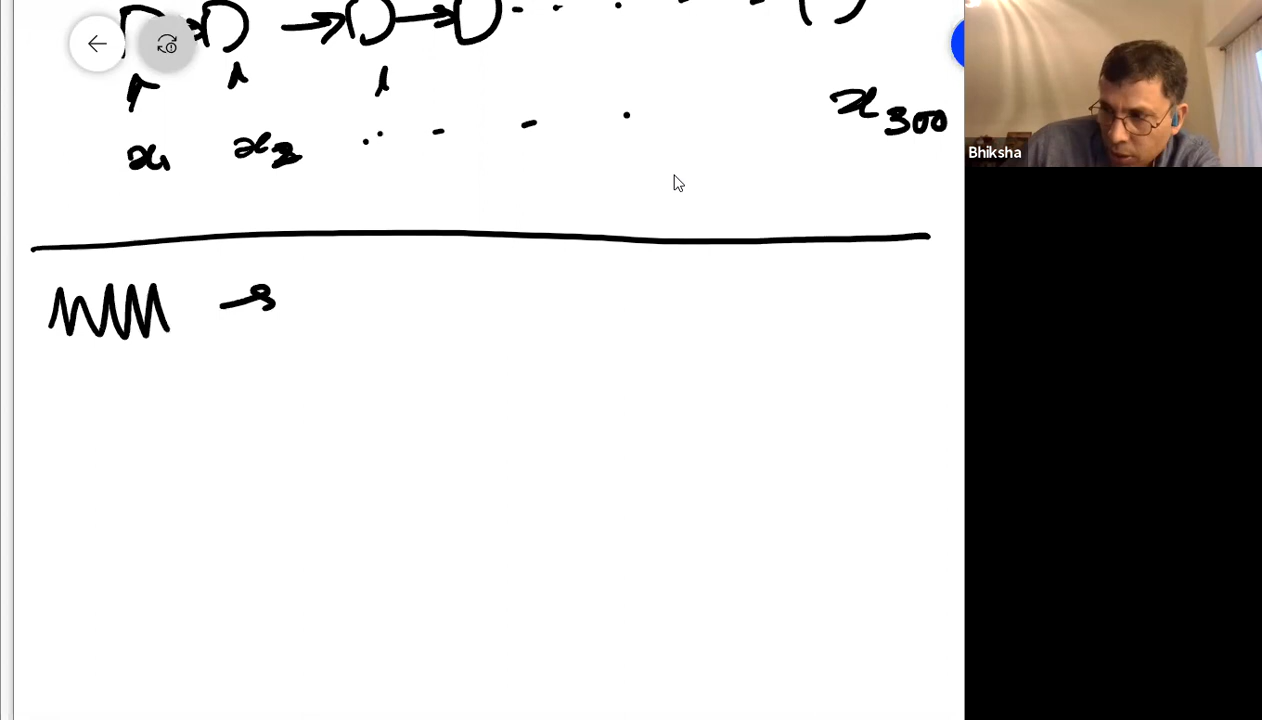 x₁ x₂ . . - - . x₃₀₀
Bhiksha